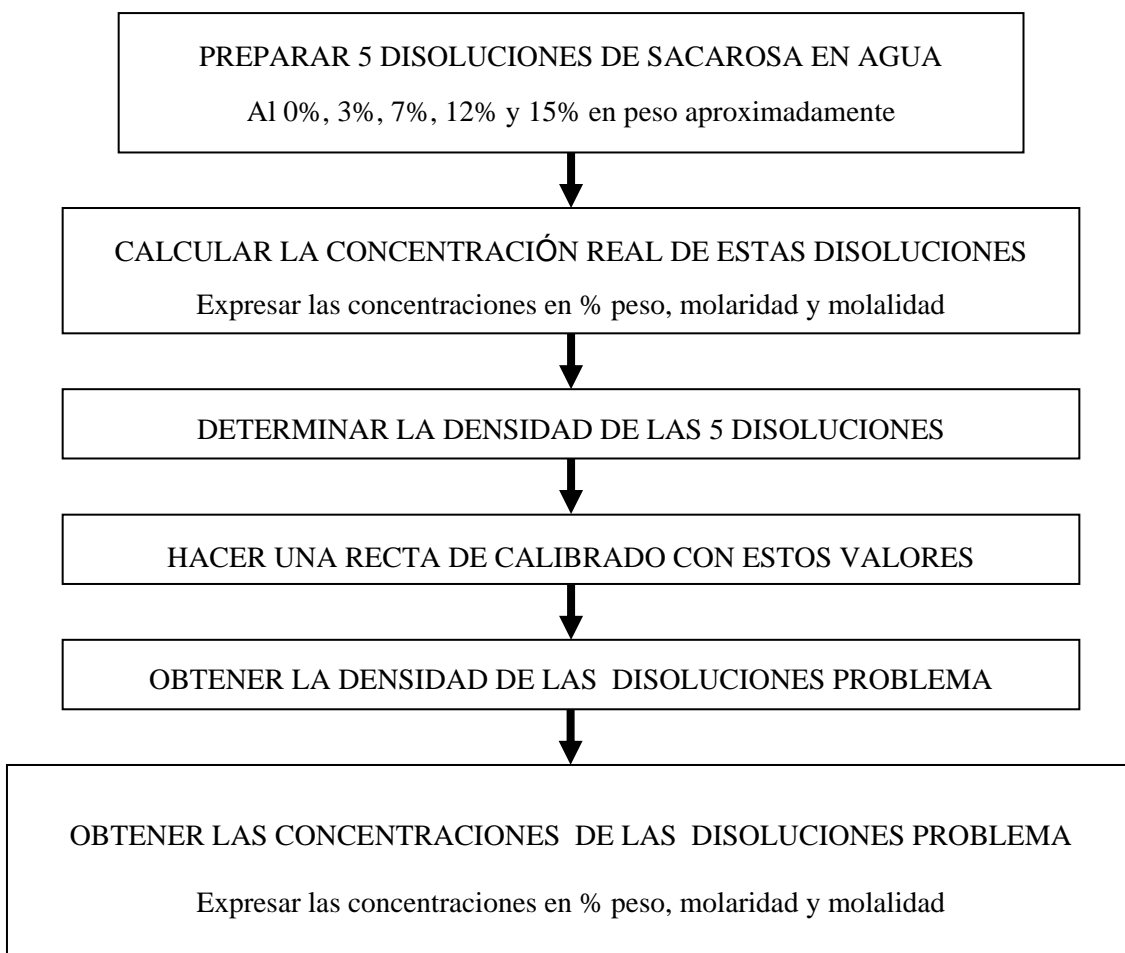 PREPARAR 5 DISOLUCIONES DE SACAROSA EN AGUA
Al 0%, 3%, 7%, 12% y 15% en peso aproximadamente
CALCULAR LA CONCENTRACIÓN REAL DE ESTAS DISOLUCIONES
Expresar las concentraciones en % peso, molaridad y molalidad
DETERMINAR LA DENSIDAD DE LAS 5 DISOLUCIONES
HACER UNA RECTA DE CALIBRADO CON ESTOS VALORES
OBTENER LA DENSIDAD DE LAS DISOLUCIONES PROBLEMA
OBTENER LAS CONCENTRACIONES DE LAS DISOLUCIONES PROBLEMA
Expresar las concentraciones en % peso, molaridad y molalidad